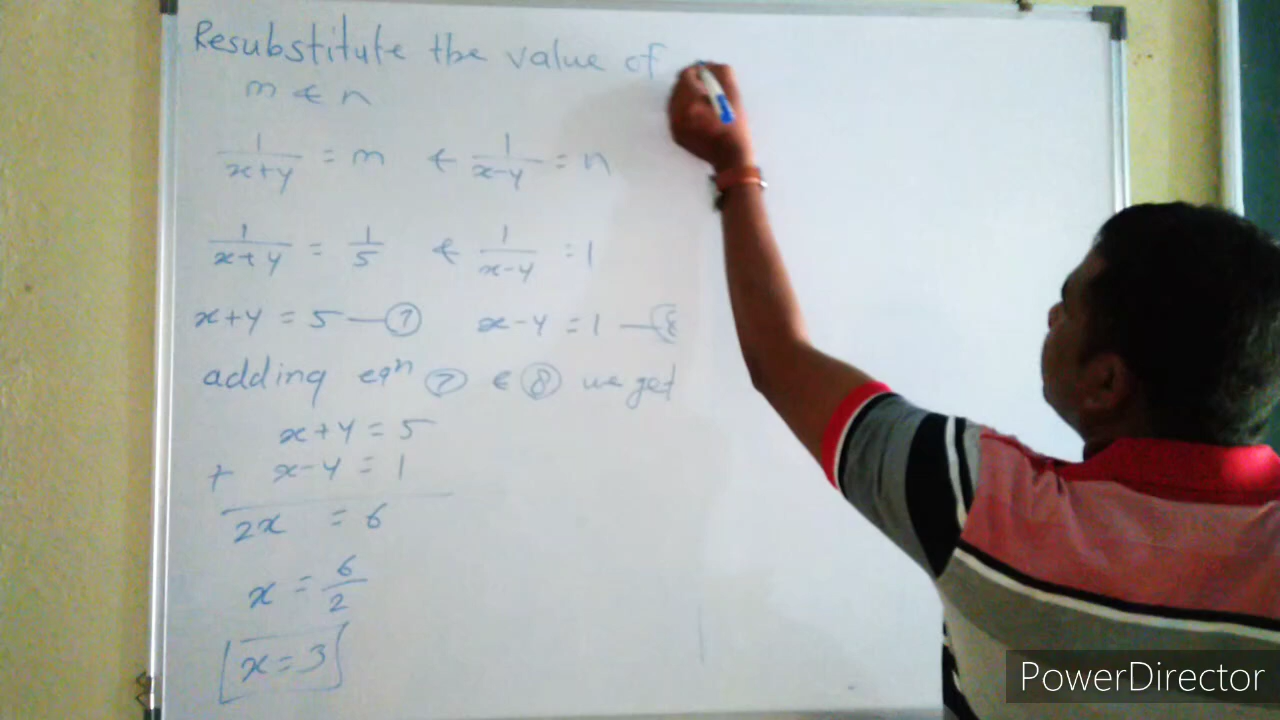 Resubstitute the value of
m & n
1/(x+y) = m & 1/(x-y) = n
1/(x+y) = 1/5 & 1/(x-y) = 1
x+y = 5 — ⑦ x-y = 1 — ⑧
adding eqⁿ ⑦ & ⑧ we get
x+y = 5
+ x-y = 1
2x = 6
x = 6/2
x = 3
PowerDirector